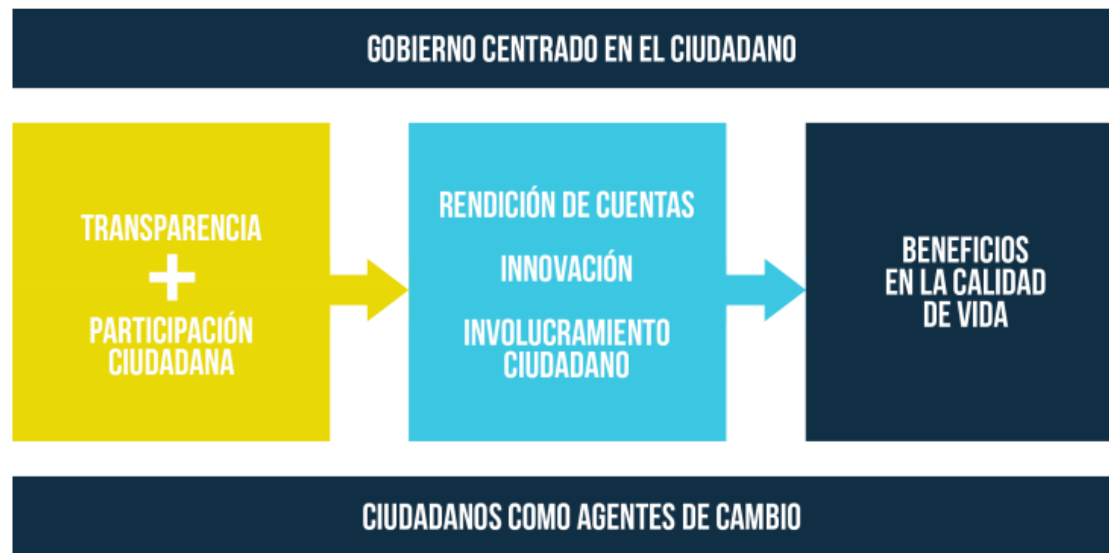 GOBIERNO CENTRADO EN EL CIUDADANO
TRANSPARENCIA
+
PARTICIPACIÓN
CIUDADANA
RENDICIÓN DE CUENTAS
INNOVACIÓN
INVOLUCRAMIENTO
CIUDADANO
BENEFICIOS
EN LA CALIDAD
DE VIDA
CIUDADANOS COMO AGENTES DE CAMBIO